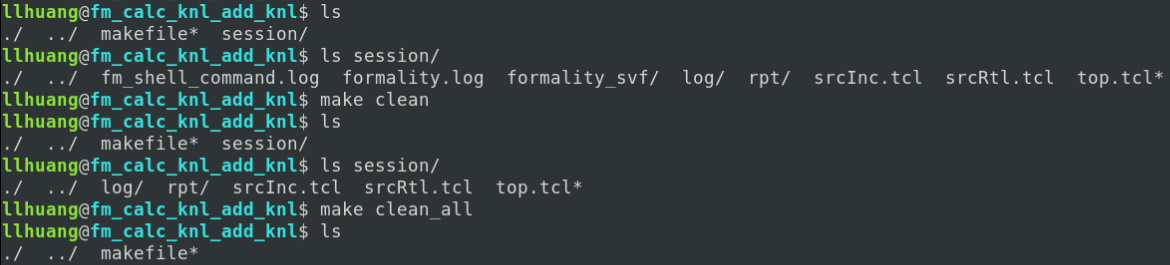 llhuang@fm_calc_knl_add_knl$ ls
./  ../  makefile*  session/
llhuang@fm_calc_knl_add_knl$ ls session/
./  ../  fm_shell_command.log  formality.log  formality_svf/  log/  rpt/  srcInc.tcl  srcRtl.tcl  top.tcl*
llhuang@fm_calc_knl_add_knl$ make clean
llhuang@fm_calc_knl_add_knl$ ls
./  ../  makefile*  session/
llhuang@fm_calc_knl_add_knl$ ls session/
./  ../  log/  rpt/  srcInc.tcl  srcRtl.tcl  top.tcl*
llhuang@fm_calc_knl_add_knl$ make clean_all
llhuang@fm_calc_knl_add_knl$ ls
./  ../  makefile*